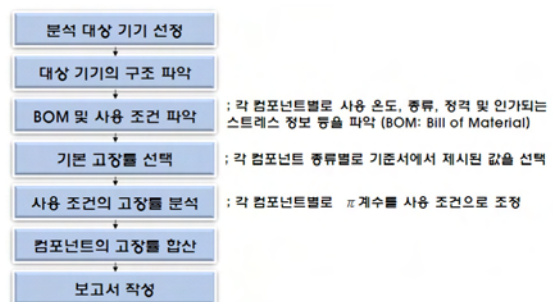 분석 대상 기기 선정
대상 기기의 구조 파악
BOM 및 사용 조건 파악
; 각 컴포넌트별로 사용 온도, 종류, 정격 및 인가되는
스트레스 정보 등을 파악 (BOM: Bill of Material)
기본 고장률 선택
; 각 컴포넌트 종류별로 기준서에서 제시된 값을 선택
사용 조건의 고장률 분석
; 각 컴포넌트별로 π계수를 사용 조건으로 조정
컴포넌트의 고장률 합산
보고서 작성